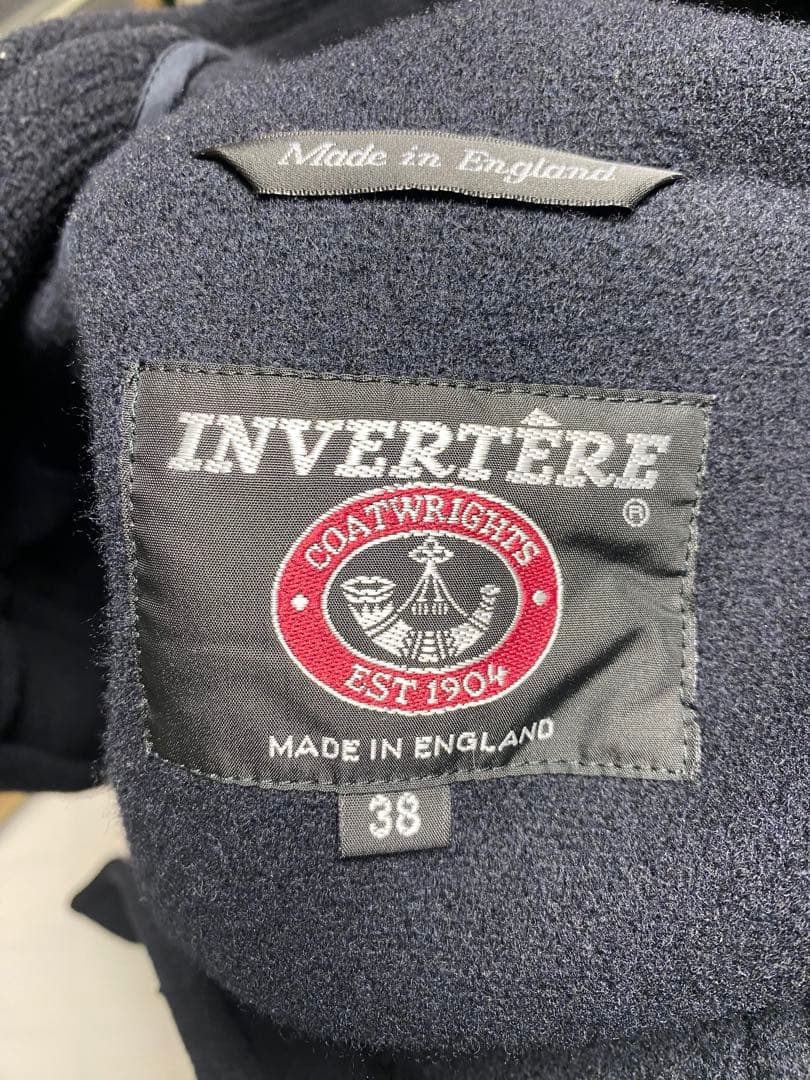 Made in England
INVERTÊRE
®
COATWRIGHTS
EST 1904
MADE IN ENGLAND
38